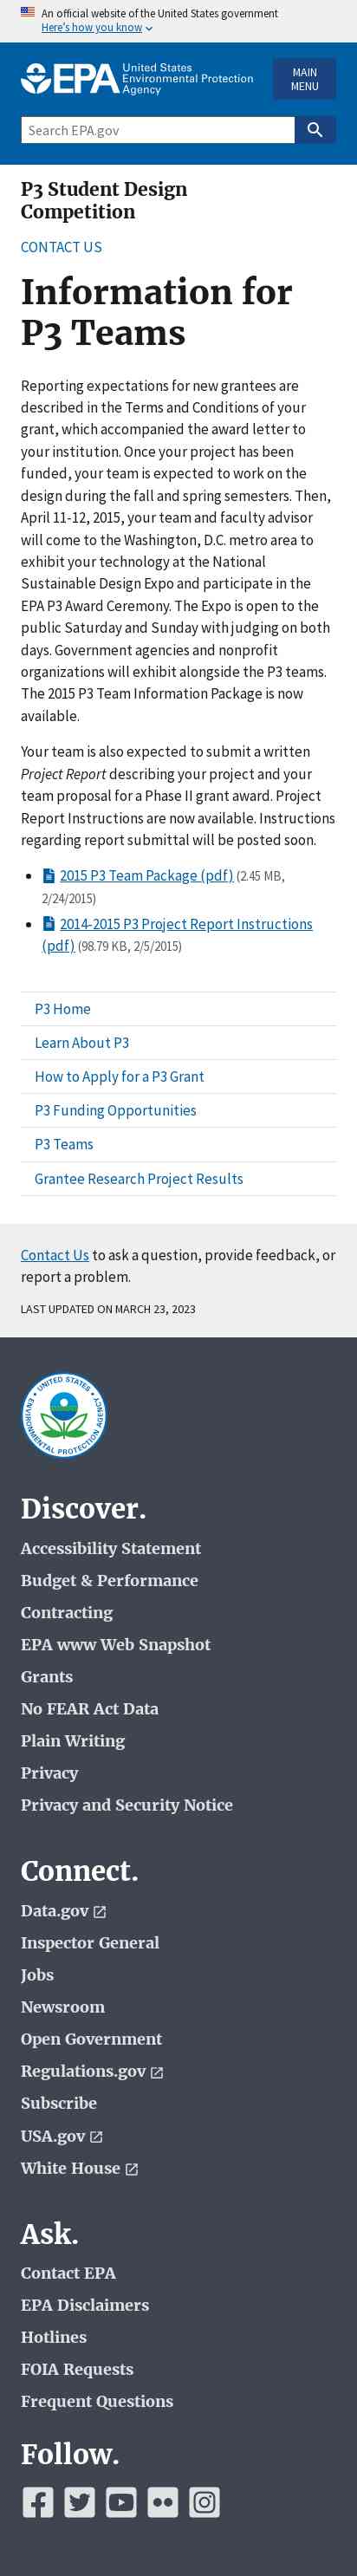 An official website of the United States government
Here's how you know
EPA United States
Environmental Protection
Agency
MAIN
MENU
Search EPA.gov
P3 Student Design
Competition
CONTACT US
Information for
P3 Teams
Reporting expectations for new grantees are
described in the Terms and Conditions of your
grant, which accompanied the award letter to
your institution. Once your project has been
funded, your team is expected to work on the
design during the fall and spring semesters. Then,
April 11-12, 2015, your team and faculty advisor
will come to the Washington, D.C. metro area to
exhibit your technology at the National
Sustainable Design Expo and participate in the
EPA P3 Award Ceremony. The Expo is open to the
public Saturday and Sunday with judging on both
days. Government agencies and nonprofit
organizations will exhibit alongside the P3 teams.
The 2015 P3 Team Information Package is now
available.
Your team is also expected to submit a written
Project Report describing your project and your
team proposal for a Phase II grant award. Project
Report Instructions are now available. Instructions
regarding report submittal will be posted soon.
2015 P3 Team Package (pdf) (2.45 MB,
2/24/2015)
2014-2015 P3 Project Report Instructions
(pdf) (98.79 KB, 2/5/2015)
P3 Home
Learn About P3
How to Apply for a P3 Grant
P3 Funding Opportunities
P3 Teams
Grantee Research Project Results
Contact Us to ask a question, provide feedback, or
report a problem.
LAST UPDATED ON MARCH 23, 2023
UNITED STATES
ENVIRONMENTAL PROTECTION AGENCY
Discover.
Accessibility Statement
Budget & Performance
Contracting
EPA www Web Snapshot
Grants
No FEAR Act Data
Plain Writing
Privacy
Privacy and Security Notice
Connect.
Data.gov
Inspector General
Jobs
Newsroom
Open Government
Regulations.gov
Subscribe
USA.gov
White House
Ask.
Contact EPA
EPA Disclaimers
Hotlines
FOIA Requests
Frequent Questions
Follow.